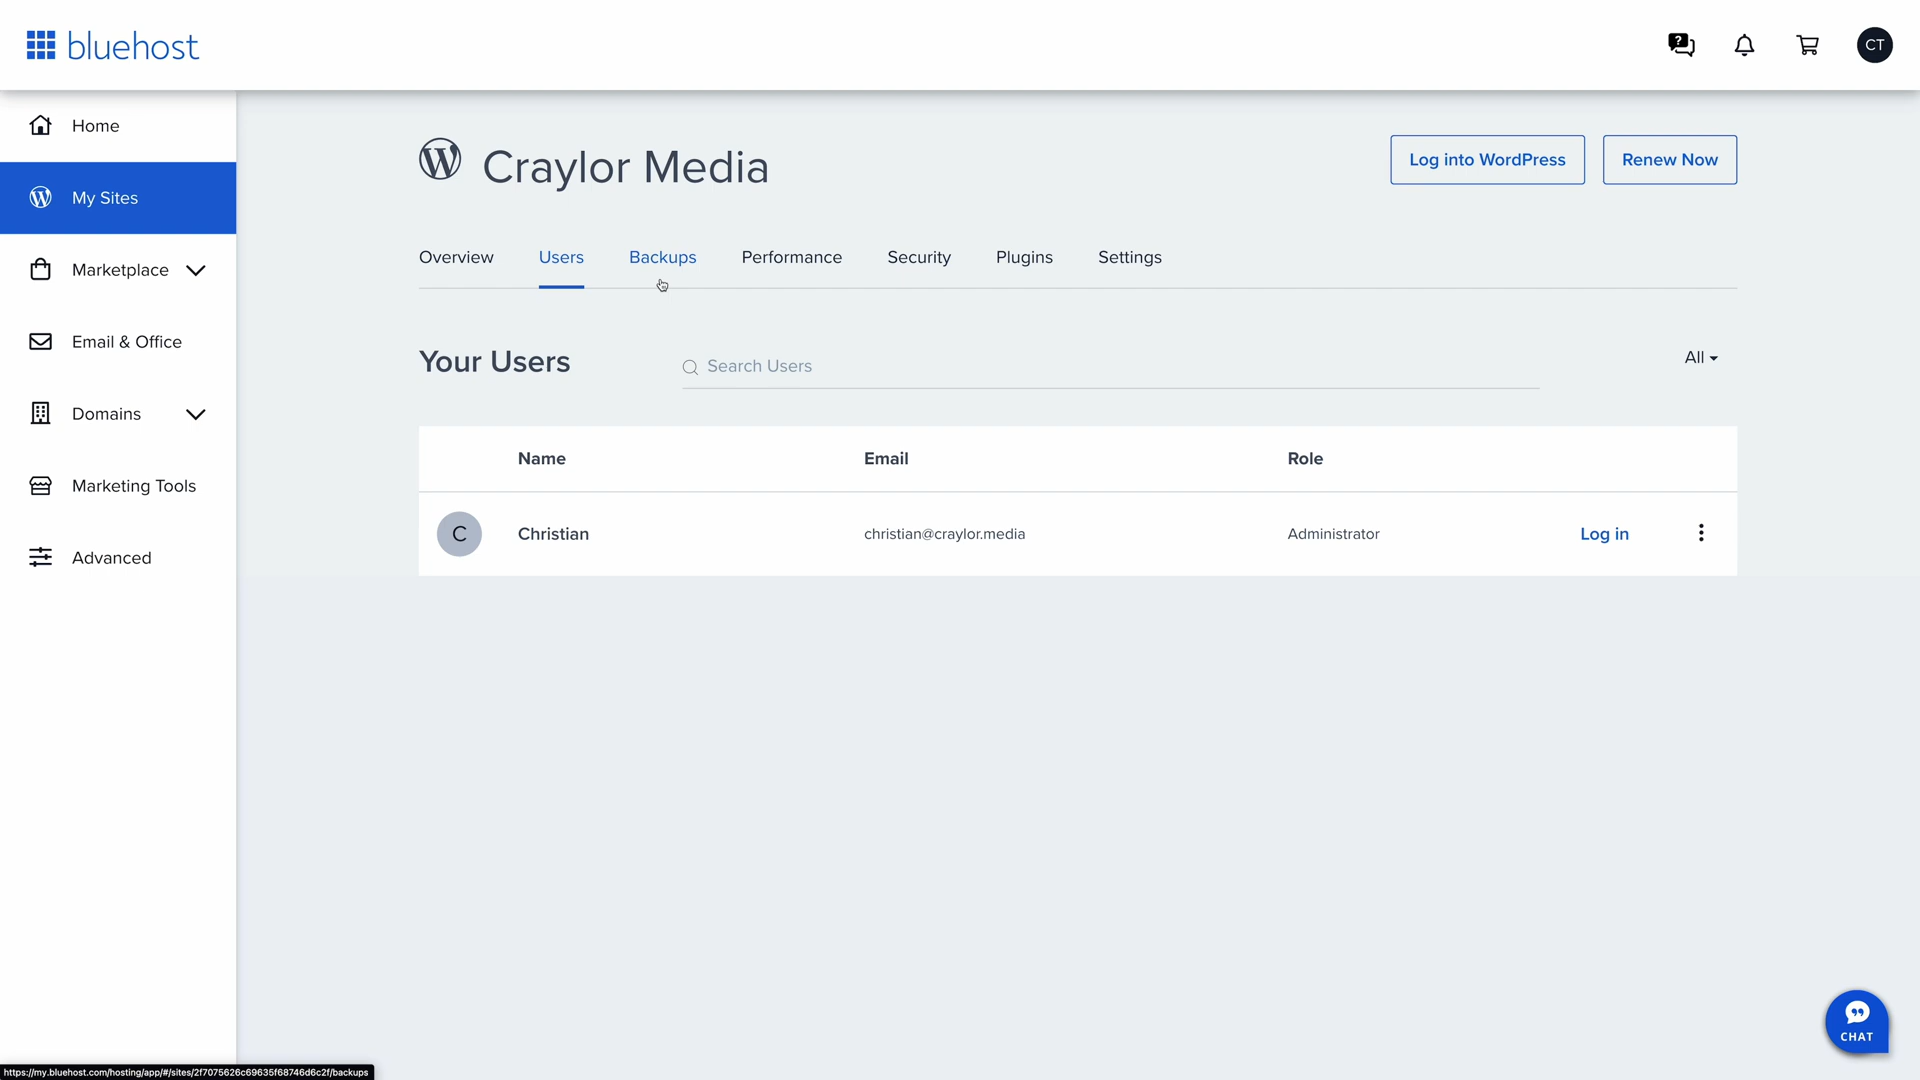 bluehost
CT
Home
My Sites
Marketplace
Email & Office
Domains
Marketing Tools
Advanced
Craylor Media
Log into WordPress
Renew Now
Overview Users Backups Performance Security Plugins Settings
Your Users
Search Users
All
Name Email Role
C Christian christian@craylor.media Administrator Log in
CHAT
https://my.bluehost.com/hosting/app/#/sites/2f7075626c69635f68746d6c2f/backups